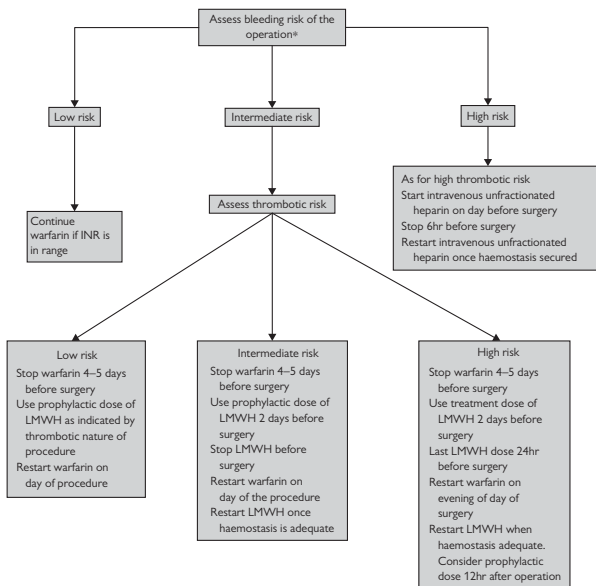 Assess bleeding risk of the
operation*
Low risk
Intermediate risk
High risk
Continue
warfarin if INR is
in range
Assess thrombotic risk
As for high thrombotic risk
Start intravenous unfractionated
heparin on day before surgery
Stop 6hr before surgery
Restart intravenous unfractionated
heparin once haemostasis secured
Low risk
Stop warfarin 4–5 days
before surgery
Use prophylactic dose of
LMWH as indicated by
thrombotic nature of
procedure
Restart warfarin on
day of procedure
Intermediate risk
Stop warfarin 4–5 days
before surgery
Use prophylactic dose of
LMWH 2 days before
surgery
Stop LMWH before
surgery
Restart warfarin on
day of the procedure
Restart LMWH once
haemostasis is adequate
High risk
Stop warfarin 4–5 days
before surgery
Use treatment dose of
LMWH 2 days before
surgery
Last LMWH dose 24hr
before surgery
Restart warfarin on
evening of day of
surgery
Restart LMWH when
haemostasis adequate.
Consider prophylactic
dose 12hr after operation